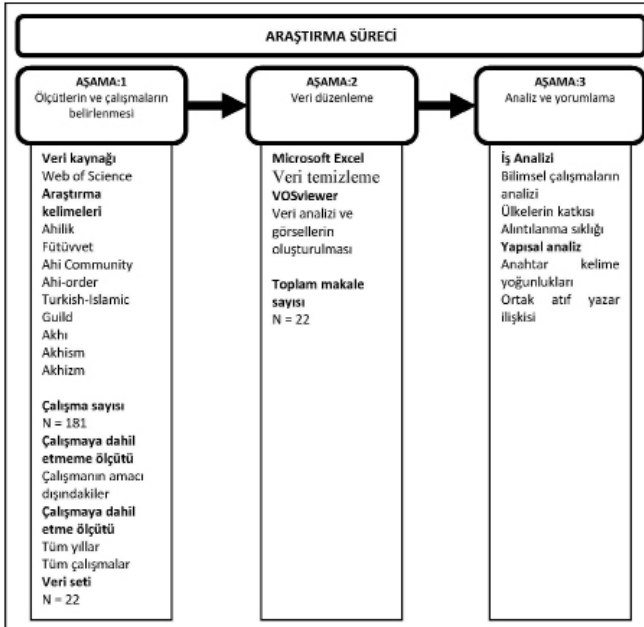 ARAŞTIRMA SÜRECİ
AŞAMA:1
Ölçütlerin ve çalışmaların
belirlenmesi
Veri kaynağı
Web of Science
Araştırma
kelimeleri
Ahilik
Fütüvvet
Ahi Community
Ahi-order
Turkish-Islamic
Guild
Akhı
Akhism
Akhizm
Çalışma sayısı
N = 181
Çalışmaya dahil
etmeme ölçütü
Çalışmanın amacı
dışındakiler
Çalışmaya dahil
etme ölçütü
Tüm yıllar
Tüm çalışmalar
Veri seti
N = 22
AŞAMA:2
Veri düzenleme
Microsoft Excel
Veri temizleme
VOSviewer
Veri analizi ve
görsellerin
oluşturulması
Toplam makale
sayısı
N = 22
AŞAMA:3
Analiz ve yorumlama
İş Analizi
Bilimsel çalışmaların
analizi
Ülkelerin katkısı
Alıntılanma sıklığı
Yapısal analiz
Anahtar kelime
yoğunlukları
Ortak atıf yazar
ilişkisi